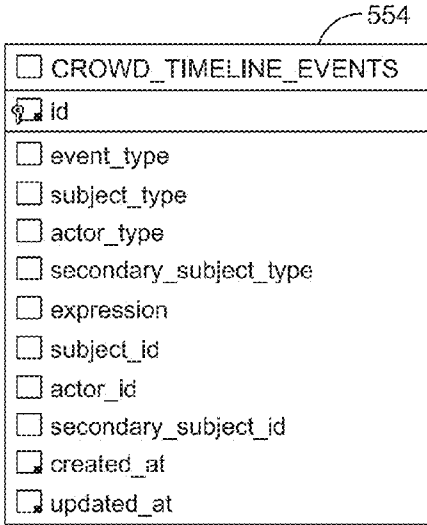 554
CROWD_TIMELINE_EVENTS
id
event_type
subject_type
actor_type
secondary_subject_type
expression
subject_id
actor_id
secondary_subject_id
created_at
updated_at